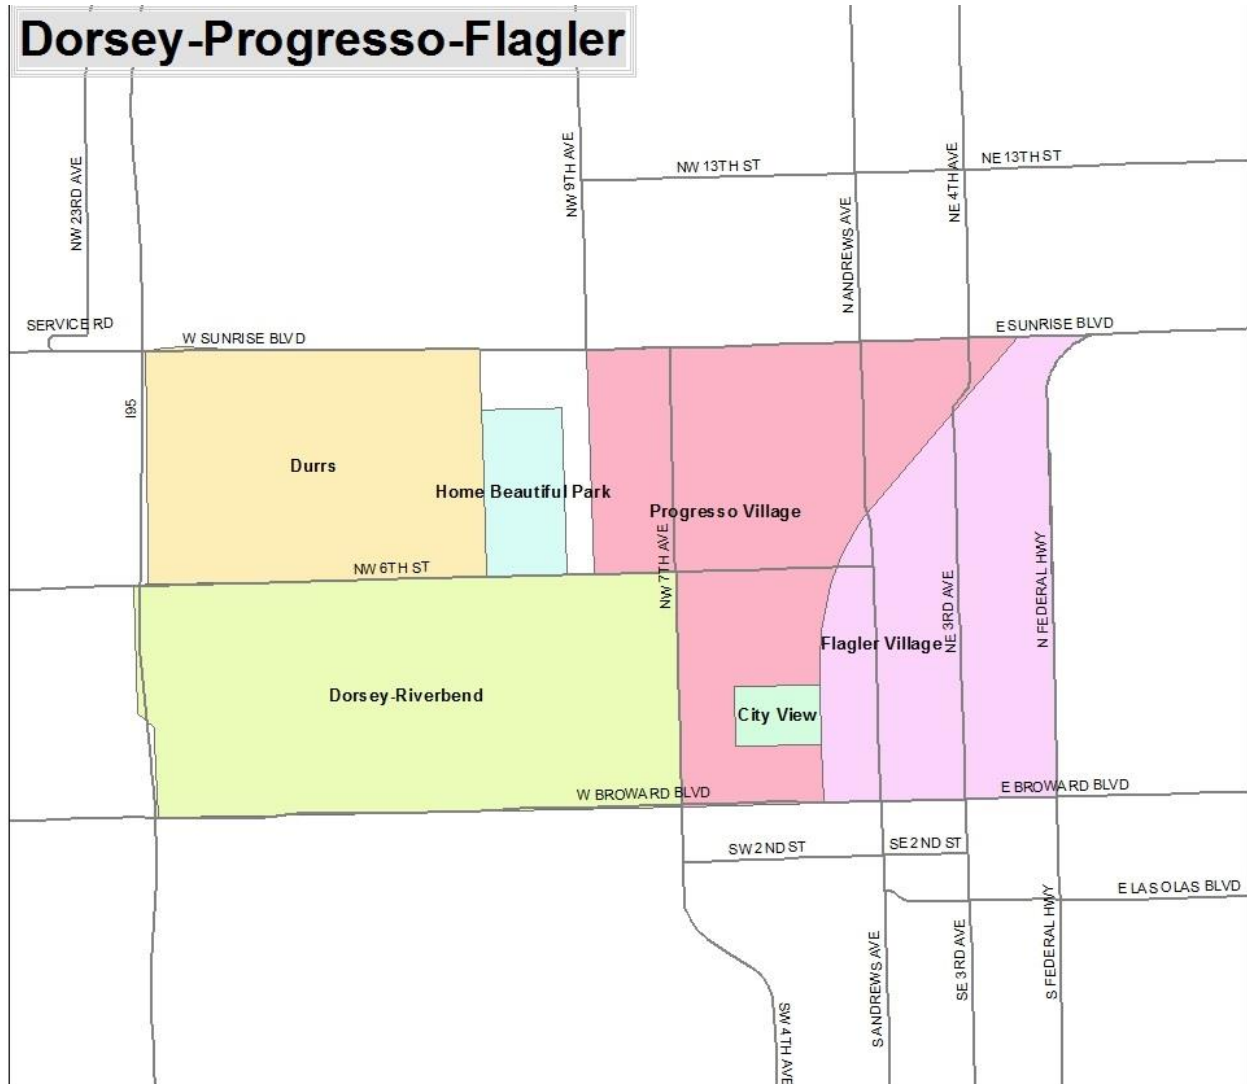 Dorsey-Progresso-Flagler
NW 23RD AVE
NW 9TH AVE
NW 13TH ST
N ANDREWS AVE
NE 4TH AVE
NE 13TH ST
SERVICE RD
W SUNRISE BLVD
E SUNRISE BLVD
I95
Durrs
Home Beautiful Park
Progresso Village
NW 6TH ST
NW 7TH AVE
NE 3RD AVE
N FEDERAL HWY
Flagler Village
Dorsey-Riverbend
City View
W BROWARD BLVD
E BROWARD BLVD
SW 2ND ST
SE 2ND ST
E LAS OLAS BLVD
SW 4TH AVE
S ANDREWS AVE
SE 3RD AVE
S FEDERAL HWY